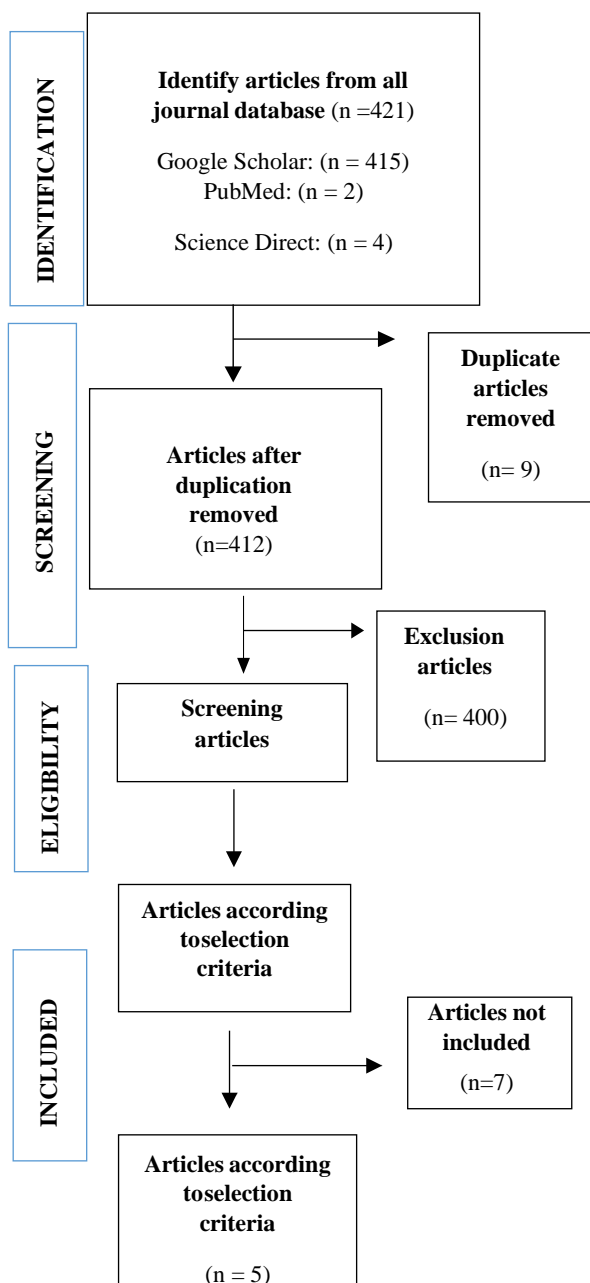 IDENTIFICATION
Identify articles from all
journal database (n =421)
Google Scholar: (n = 415)
PubMed: (n = 2)
Science Direct: (n = 4)
SCREENING
Duplicate
articles
removed
(n= 9)
Articles after
duplication
removed
(n=412)
Exclusion
articles
(n= 400)
ELIGIBILITY
Screening
articles
Articles according
toselection
criteria
INCLUDED
Articles not
included
(n=7)
Articles according
toselection
criteria
(n = 5)